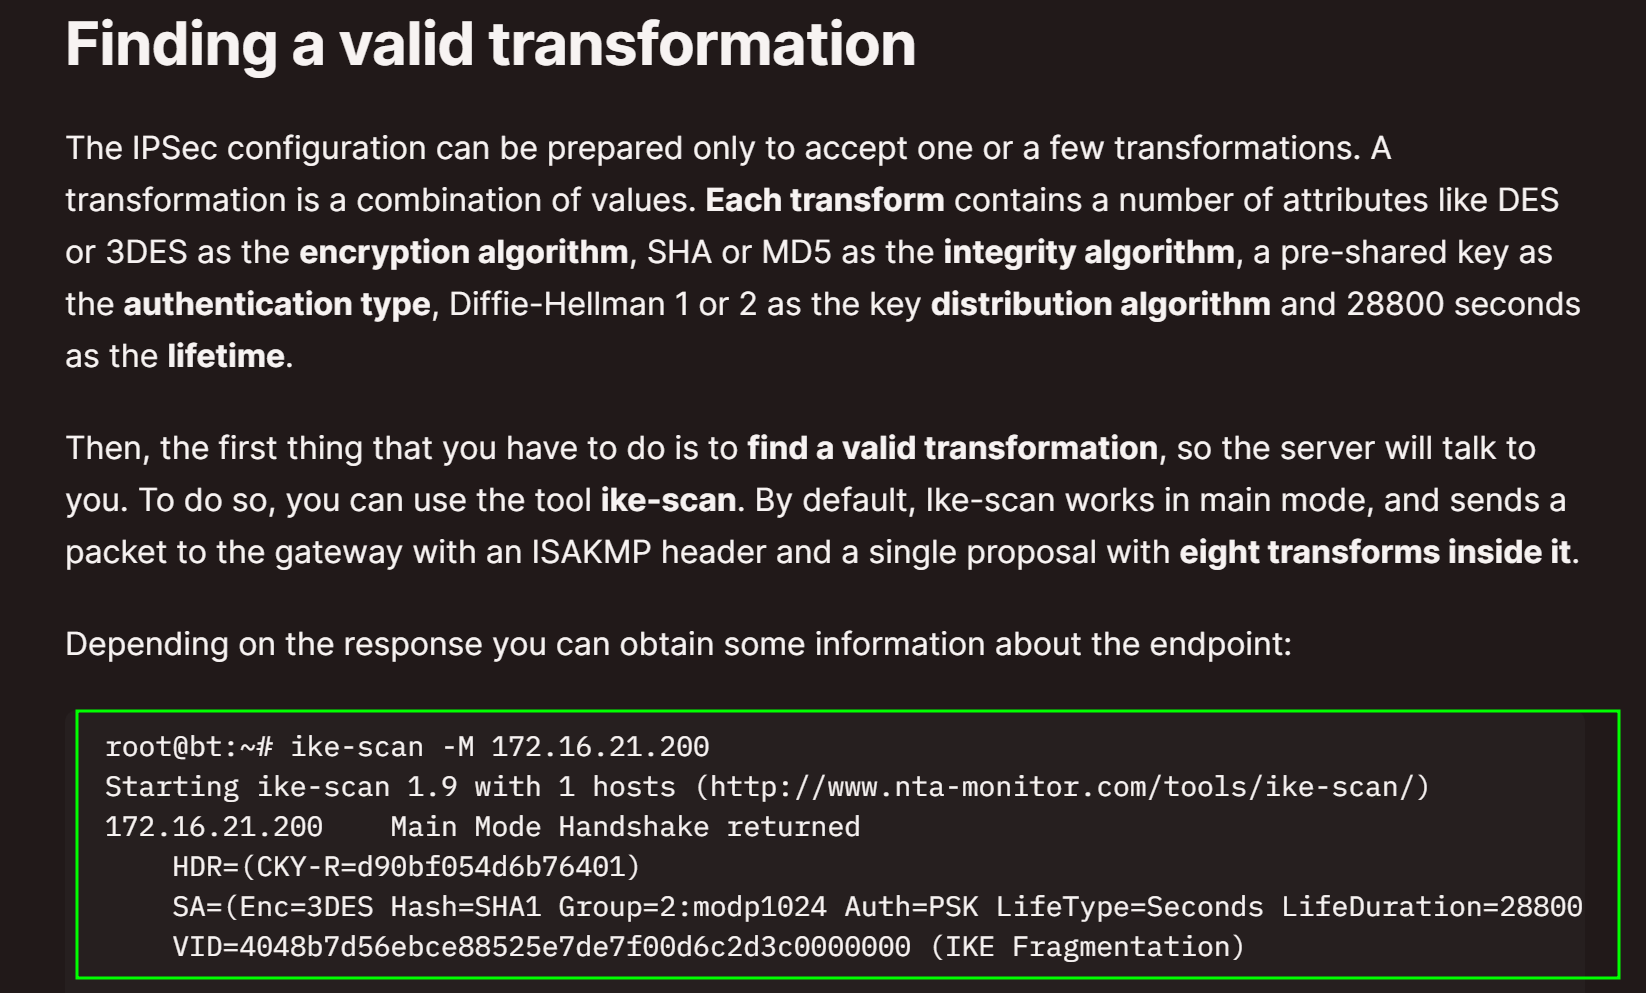 Finding a valid transformation
The IPSec configuration can be prepared only to accept one or a few transformations. A
transformation is a combination of values. Each transform contains a number of attributes like DES
or 3DES as the encryption algorithm, SHA or MD5 as the integrity algorithm, a pre-shared key as
the authentication type, Diffie-Hellman 1 or 2 as the key distribution algorithm and 28800 seconds
as the lifetime.
Then, the first thing that you have to do is to find a valid transformation, so the server will talk to
you. To do so, you can use the tool ike-scan. By default, Ike-scan works in main mode, and sends a
packet to the gateway with an ISAKMP header and a single proposal with eight transforms inside it.
Depending on the response you can obtain some information about the endpoint:
root@bt:~# ike-scan -M 172.16.21.200
Starting ike-scan 1.9 with 1 hosts (http://www.nta-monitor.com/tools/ike-scan/)
172.16.21.200    Main Mode Handshake returned
    HDR=(CKY-R=d90bf054d6b76401)
    SA=(Enc=3DES Hash=SHA1 Group=2:modp1024 Auth=PSK LifeType=Seconds LifeDuration=28800
    VID=4048b7d56ebce88525e7de7f00d6c2d3c0000000 (IKE Fragmentation)